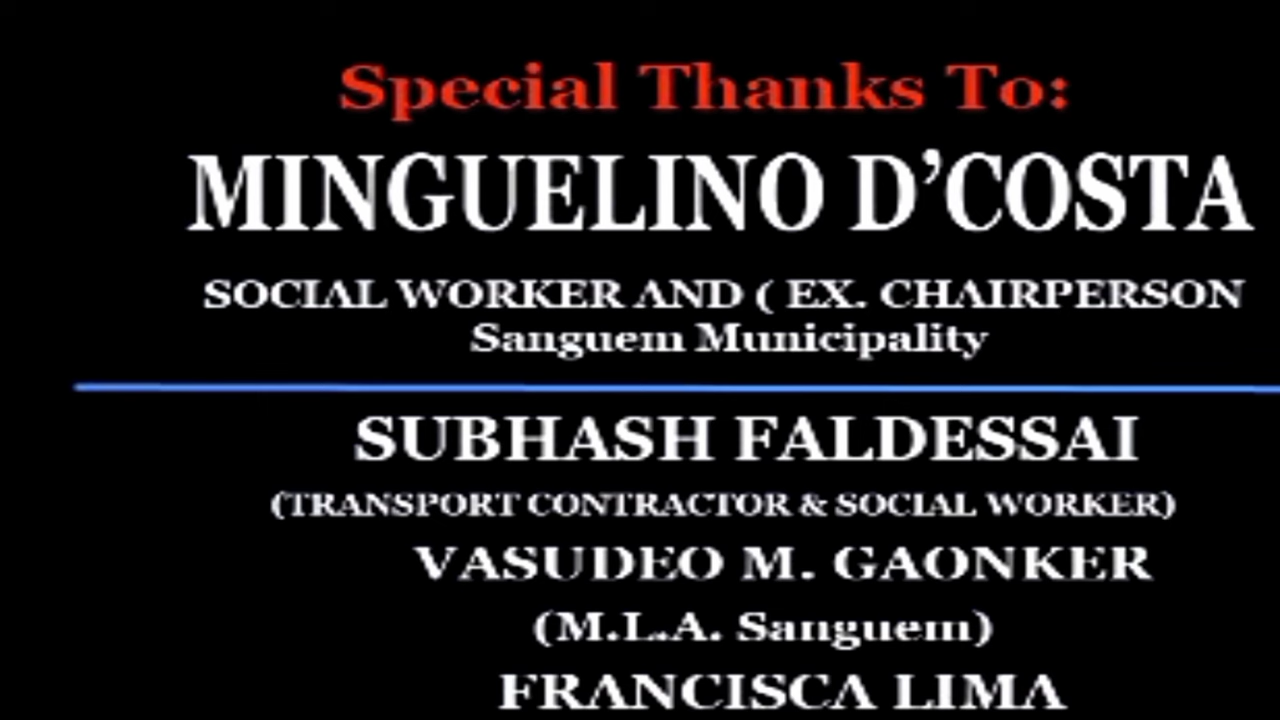 Special Thanks To:
MINGUELINO D’COSTA
SOCIAL WORKER AND ( EX. CHAIRPERSON
Sanguem Municipality
SUBHASH FALDESSAI
(TRANSPORT CONTRACTOR & SOCIAL WORKER)
VASUDEO M. GAONKER
(M.L.A. Sanguem)
FRANCISCA LIMA